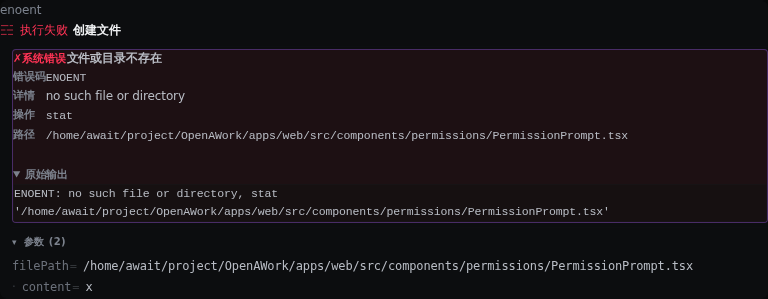 enoent
☵ 执行失败 创建文件
✗系统错误文件或目录不存在
错误码ENOENT
详情 no such file or directory
操作 stat
路径 /home/await/project/OpenAWork/apps/web/src/components/permissions/PermissionPrompt.tsx
▼ 原始输出
ENOENT: no such file or directory, stat
'/home/await/project/OpenAWork/apps/web/src/components/permissions/PermissionPrompt.tsx'
▾ 参数 (2)
filePath= /home/await/project/OpenAWork/apps/web/src/components/permissions/PermissionPrompt.tsx
· content= x